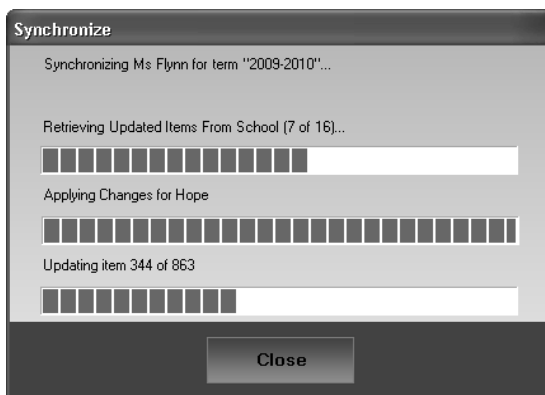 Synchronize
Synchronizing Ms Flynn for term "2009-2010"...
Retrieving Updated Items From School (7 of 16)...
Applying Changes for Hope
Updating item 344 of 863
Close